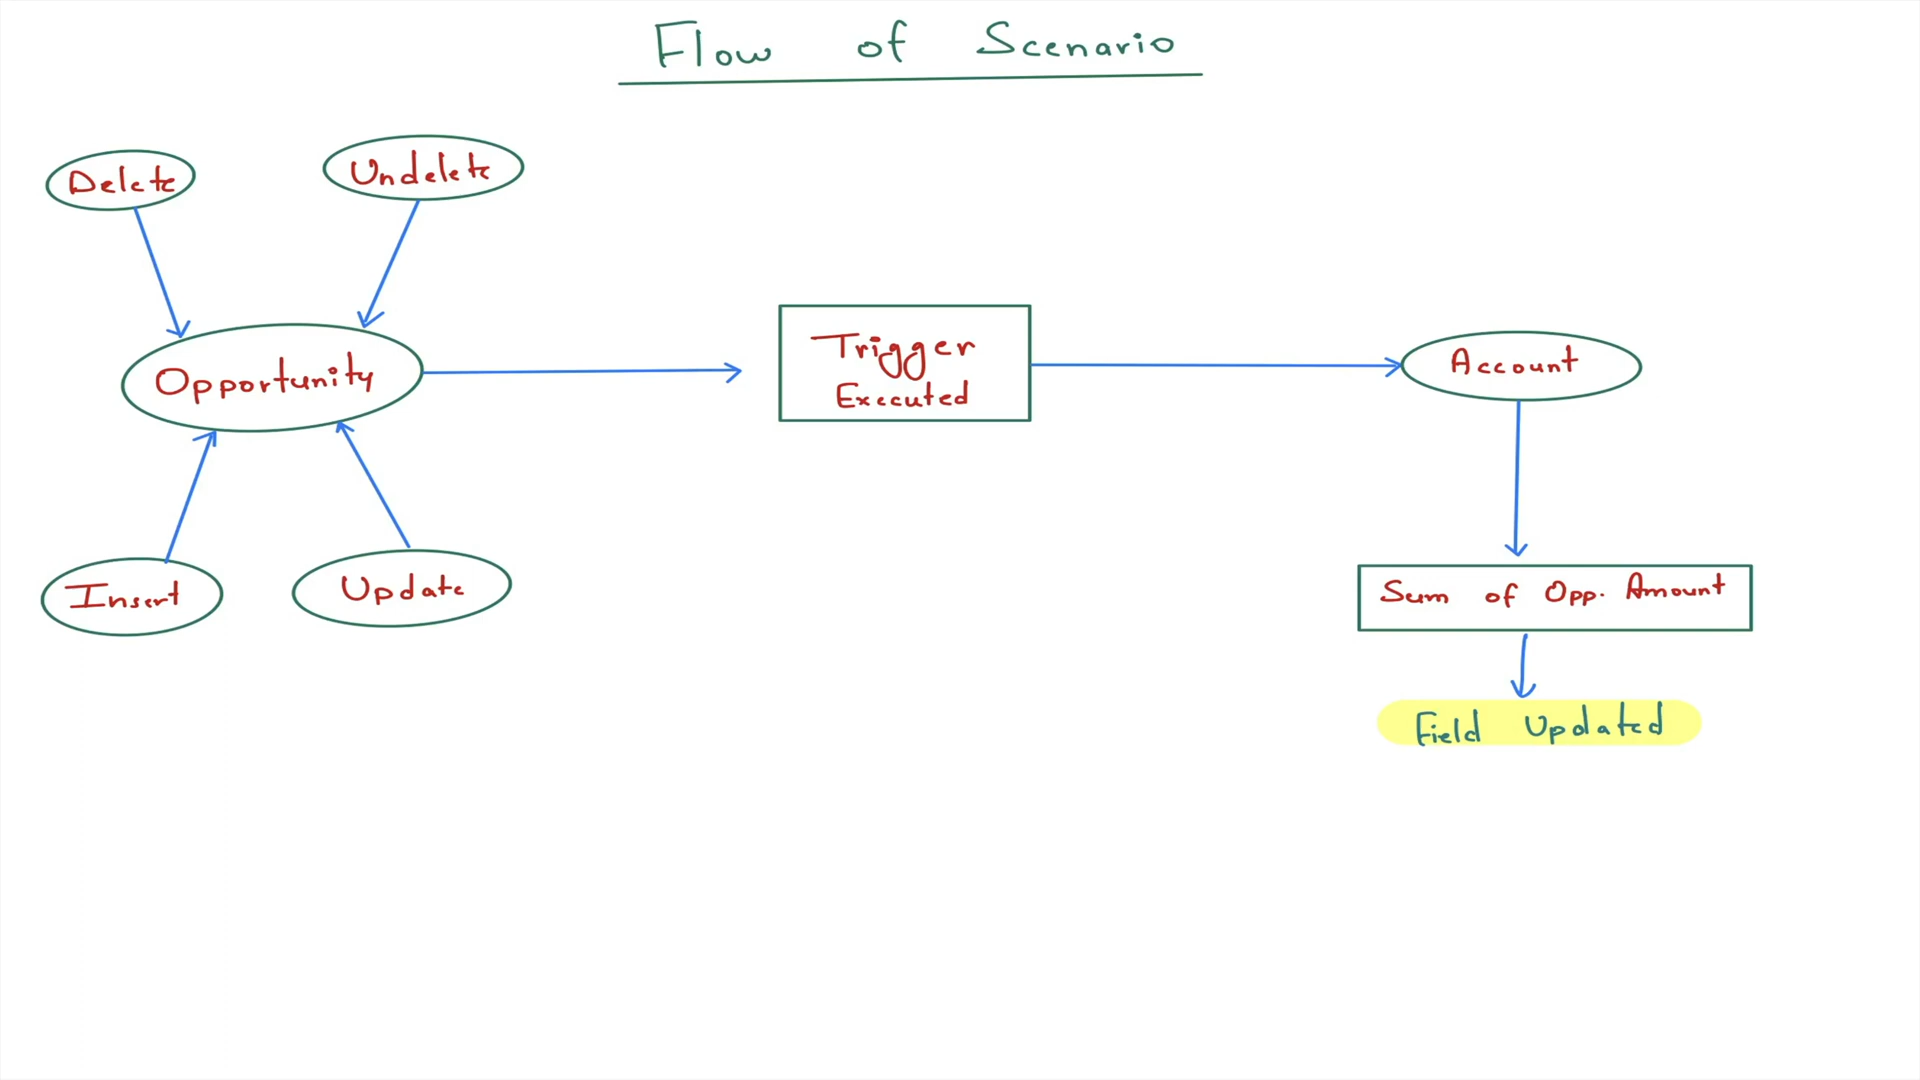 Flow of Scenario
Delete
Undelete
Opportunity
Trigger
Executed
Account
Insert
Update
Sum of Opp. Amount
Field Updated